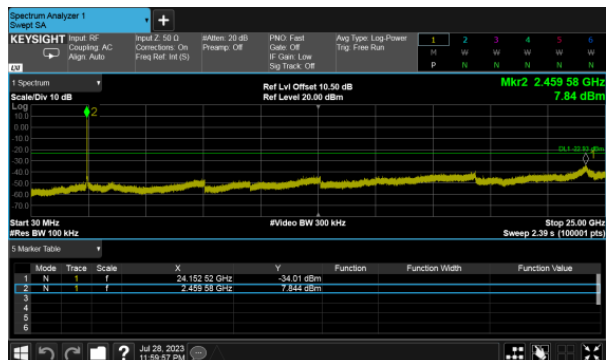 Spectrum Analyzer 1
Swept SA
KEYSIGHT Input: RF Input Z: 50 Ω #Atten: 20 dB PNO: Fast Avg Type: Log-Power 1 2 3 4 5 6
Coupling: AC Corrections: On Preamp: Off Gate: Off Trig: Free Run M W W W W W
Align: Auto Freq Ref: Int (S) IF Gain: Low
Sig Track: Off P N N N N N
1 Spectrum Ref Lvl Offset 10.50 dB Mkr2 2.459 58 GHz
Scale/Div 10 dB Ref Level 20.00 dBm 7.84 dBm
Log
10.0 2
0.00
-10.0
-20.0 DL1 -22.93 dBm
-30.0 1
-40.0
-50.0
-60.0
-70.0
Start 30 MHz #Video BW 300 kHz Stop 25.00 GHz
#Res BW 100 kHz Sweep 2.39 s (100001 pts)
5 Marker Table
Mode Trace Scale X Y Function Function Width Function Value
1 N 1 f 24.152 52 GHz -34.01 dBm
2 N 1 f 2.459 58 GHz 7.844 dBm
3
4
5
6
? Jul 28, 2023
11:59:57 PM